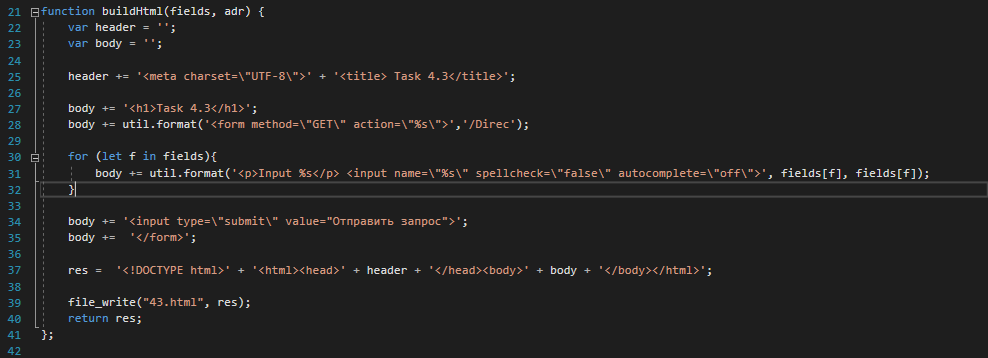 21 function buildHtml(fields, adr) {
22 var header = '';
23 var body = '';
24
25 header += '<meta charset=\"UTF-8\">' + '<title> Task 4.3</title>';
26
27 body += '<h1>Task 4.3</h1>';
28 body += util.format('<form method=\"GET\" action=\"%s\">','/Direc');
29
30 for (let f in fields){
31 body += util.format('<p>Input %s</p> <input name=\"%s\" spellcheck=\"false\" autocomplete=\"off\">', fields[f], fields[f]);
32 }
33
34 body += '<input type=\"submit\" value="Отправить запрос">';
35 body +=  '</form>';
36
37 res =  '<!DOCTYPE html>' + '<html><head>' + header + '</head><body>' + body + '</body></html>';
38
39 file_write("43.html", res);
40 return res;
41 };
42